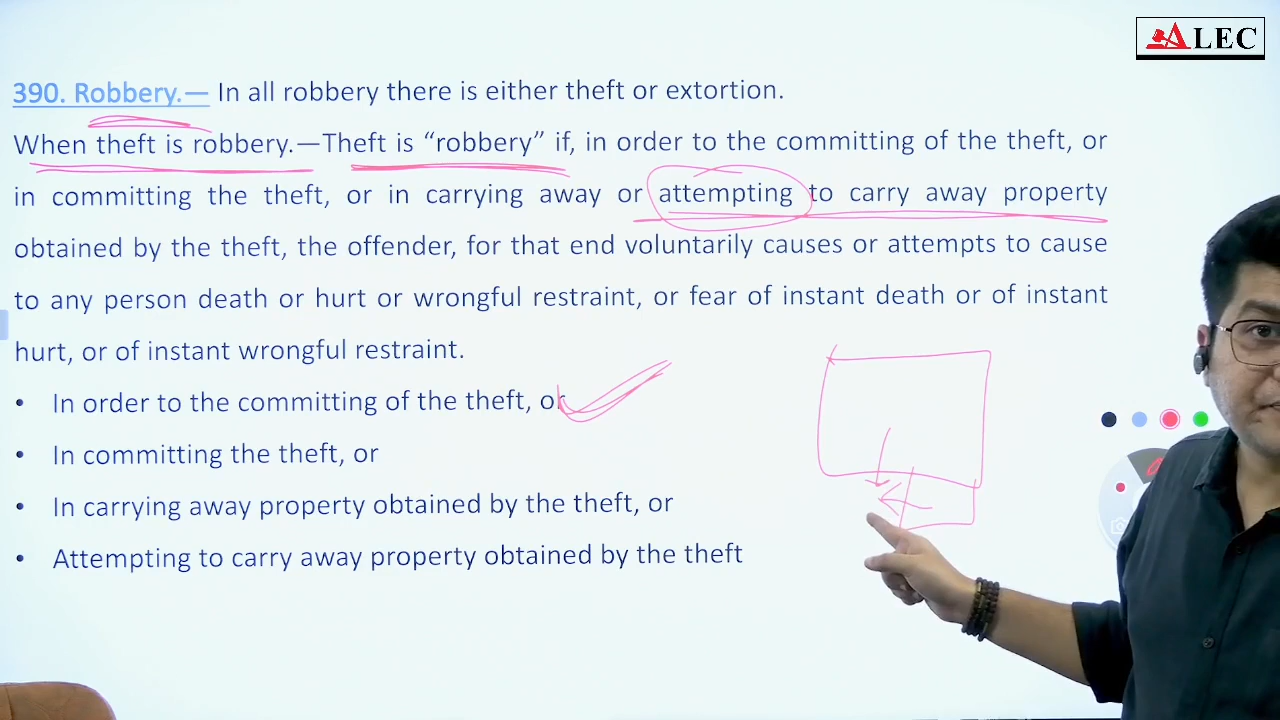 ALEC
390. Robbery.— In all robbery there is either theft or extortion.
When theft is robbery.—Theft is “robbery” if, in order to the committing of the theft, or
in committing the theft, or in carrying away or attempting to carry away property
obtained by the theft, the offender, for that end voluntarily causes or attempts to cause
to any person death or hurt or wrongful restraint, or fear of instant death or of instant
hurt, or of instant wrongful restraint.
• In order to the committing of the theft, or
• In committing the theft, or
• In carrying away property obtained by the theft, or
• Attempting to carry away property obtained by the theft